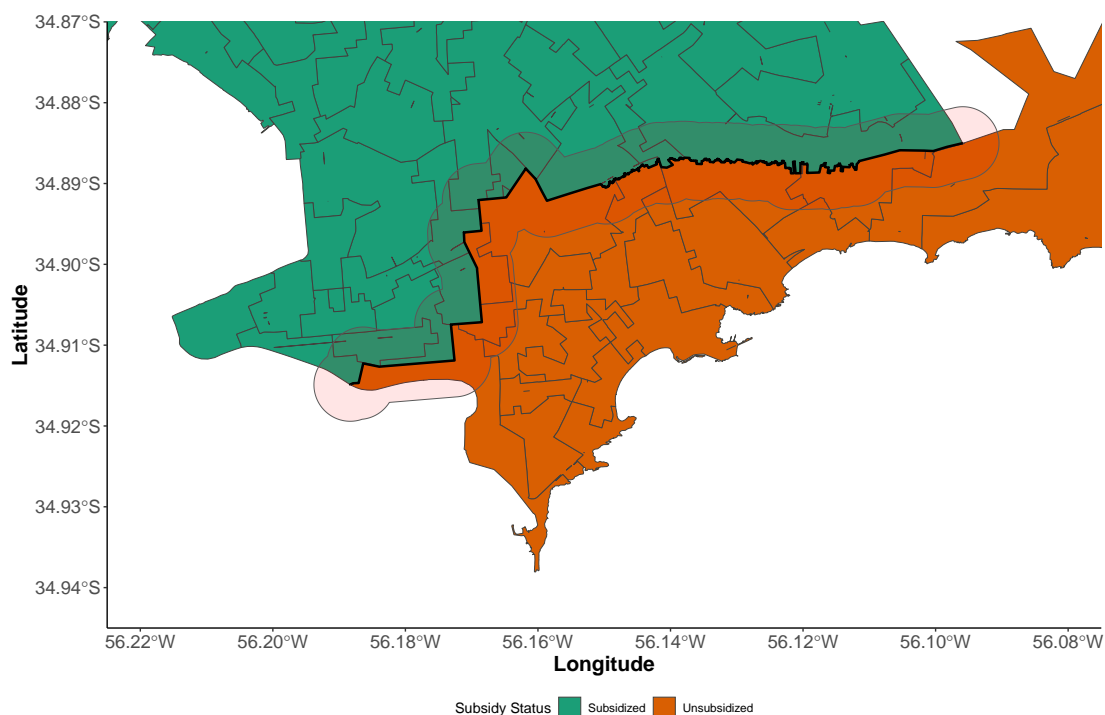 34.87°S
34.88°S
34.89°S
34.90°S
34.91°S
34.92°S
34.93°S
34.94°S
Latitude
56.22°W 56.20°W 56.18°W 56.16°W 56.14°W 56.12°W 56.10°W 56.08°W
Longitude
Subsidy Status Subsidized Unsubsidized